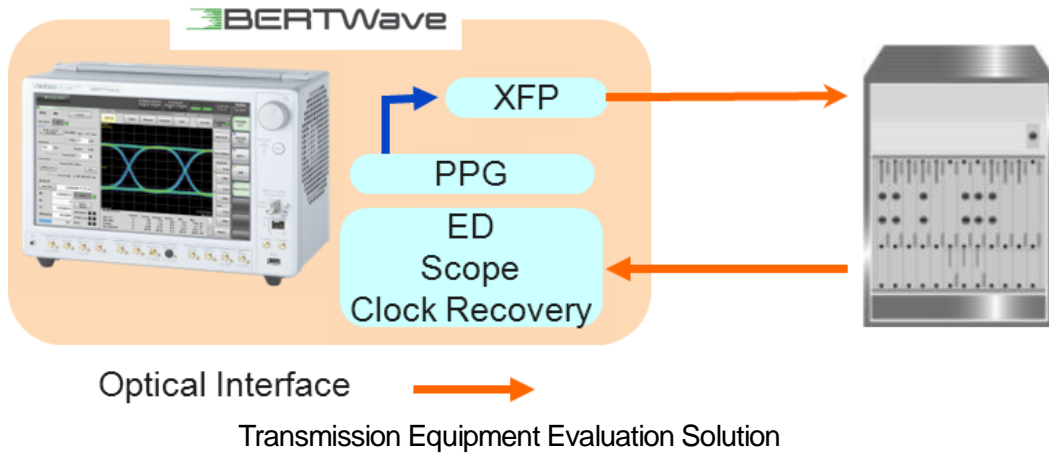 BERTWave
XFP
PPG
ED
Scope
Clock Recovery
Optical Interface
Transmission Equipment Evaluation Solution